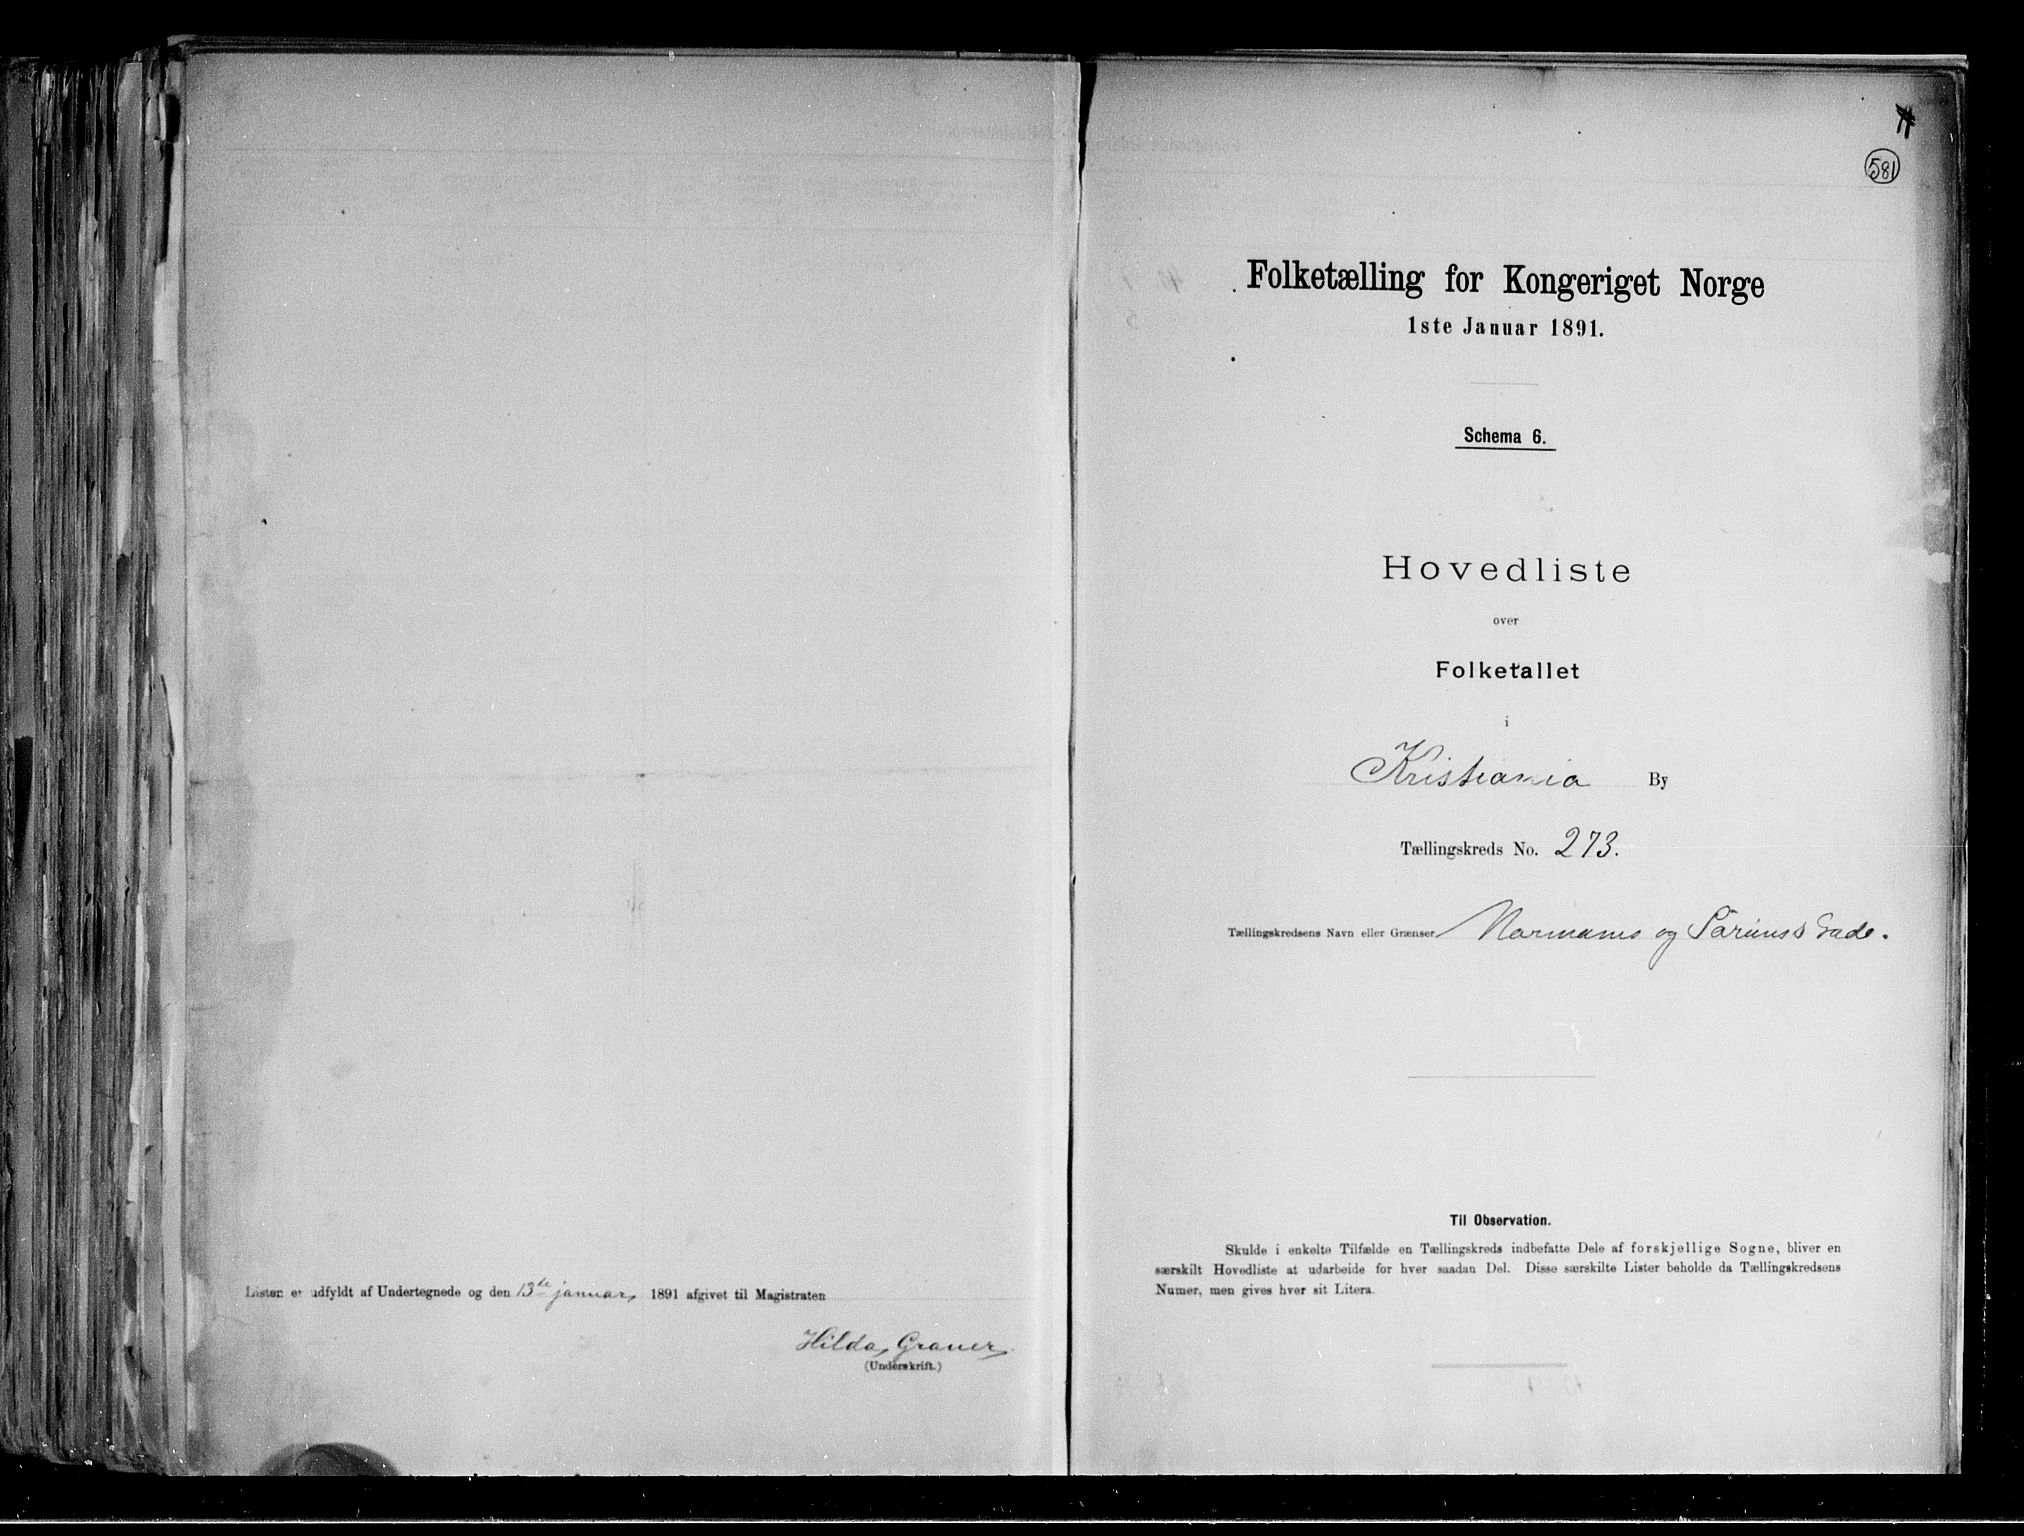 Listen er udfyldt af Undertegnede og den 13de januar, 1891 afgivet til Magistraten
Hilda Graner
(Underskrift.)
581
Folketælling for Kongeriget Norge
1ste Januar 1891.
Schema 6.
Hovedliste
over
Folketallet
i
Kristiania By
Tællingskreds No. 273.
Tællingskredsens Navn eller Grænser Normanns og Sørums Gade.
Til Observation.
Skulde i enkelte Tilfælde en Tællingskreds indbefatte Dele af forskjellige Sogne, bliver en
særskilt Hovedliste at udarbeide for hver saadan Del. Disse særskilte Lister beholde da Tællingskredsens
Numer, men gives hver sit Litera.